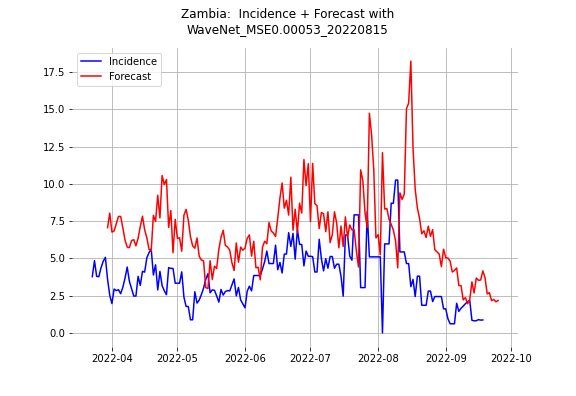 Zambia:  Incidence + Forecast with
WaveNet_MSE0.00053_20220815
Incidence
Forecast
17.5
15.0
12.5
10.0
7.5
5.0
2.5
0.0
2022-04 2022-05 2022-06 2022-07 2022-08 2022-09 2022-10